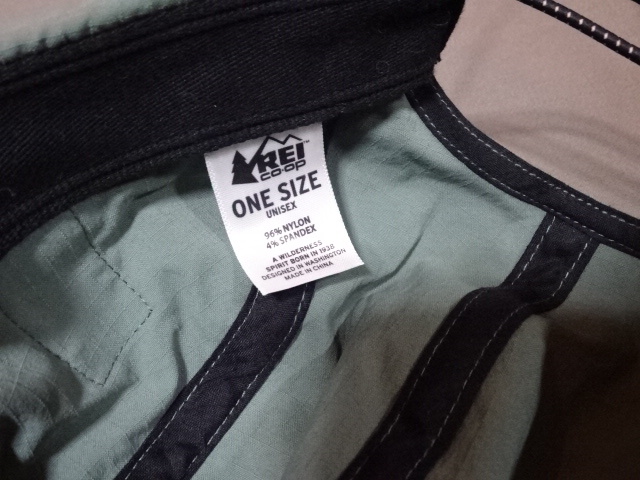 REI
CO·OP
ONE SIZE
UNISEX
96% NYLON
4% SPANDEX
A WILDERNESS
SPIRIT BORN IN 1938
DESIGNED IN WASHINGTON
MADE IN CHINA